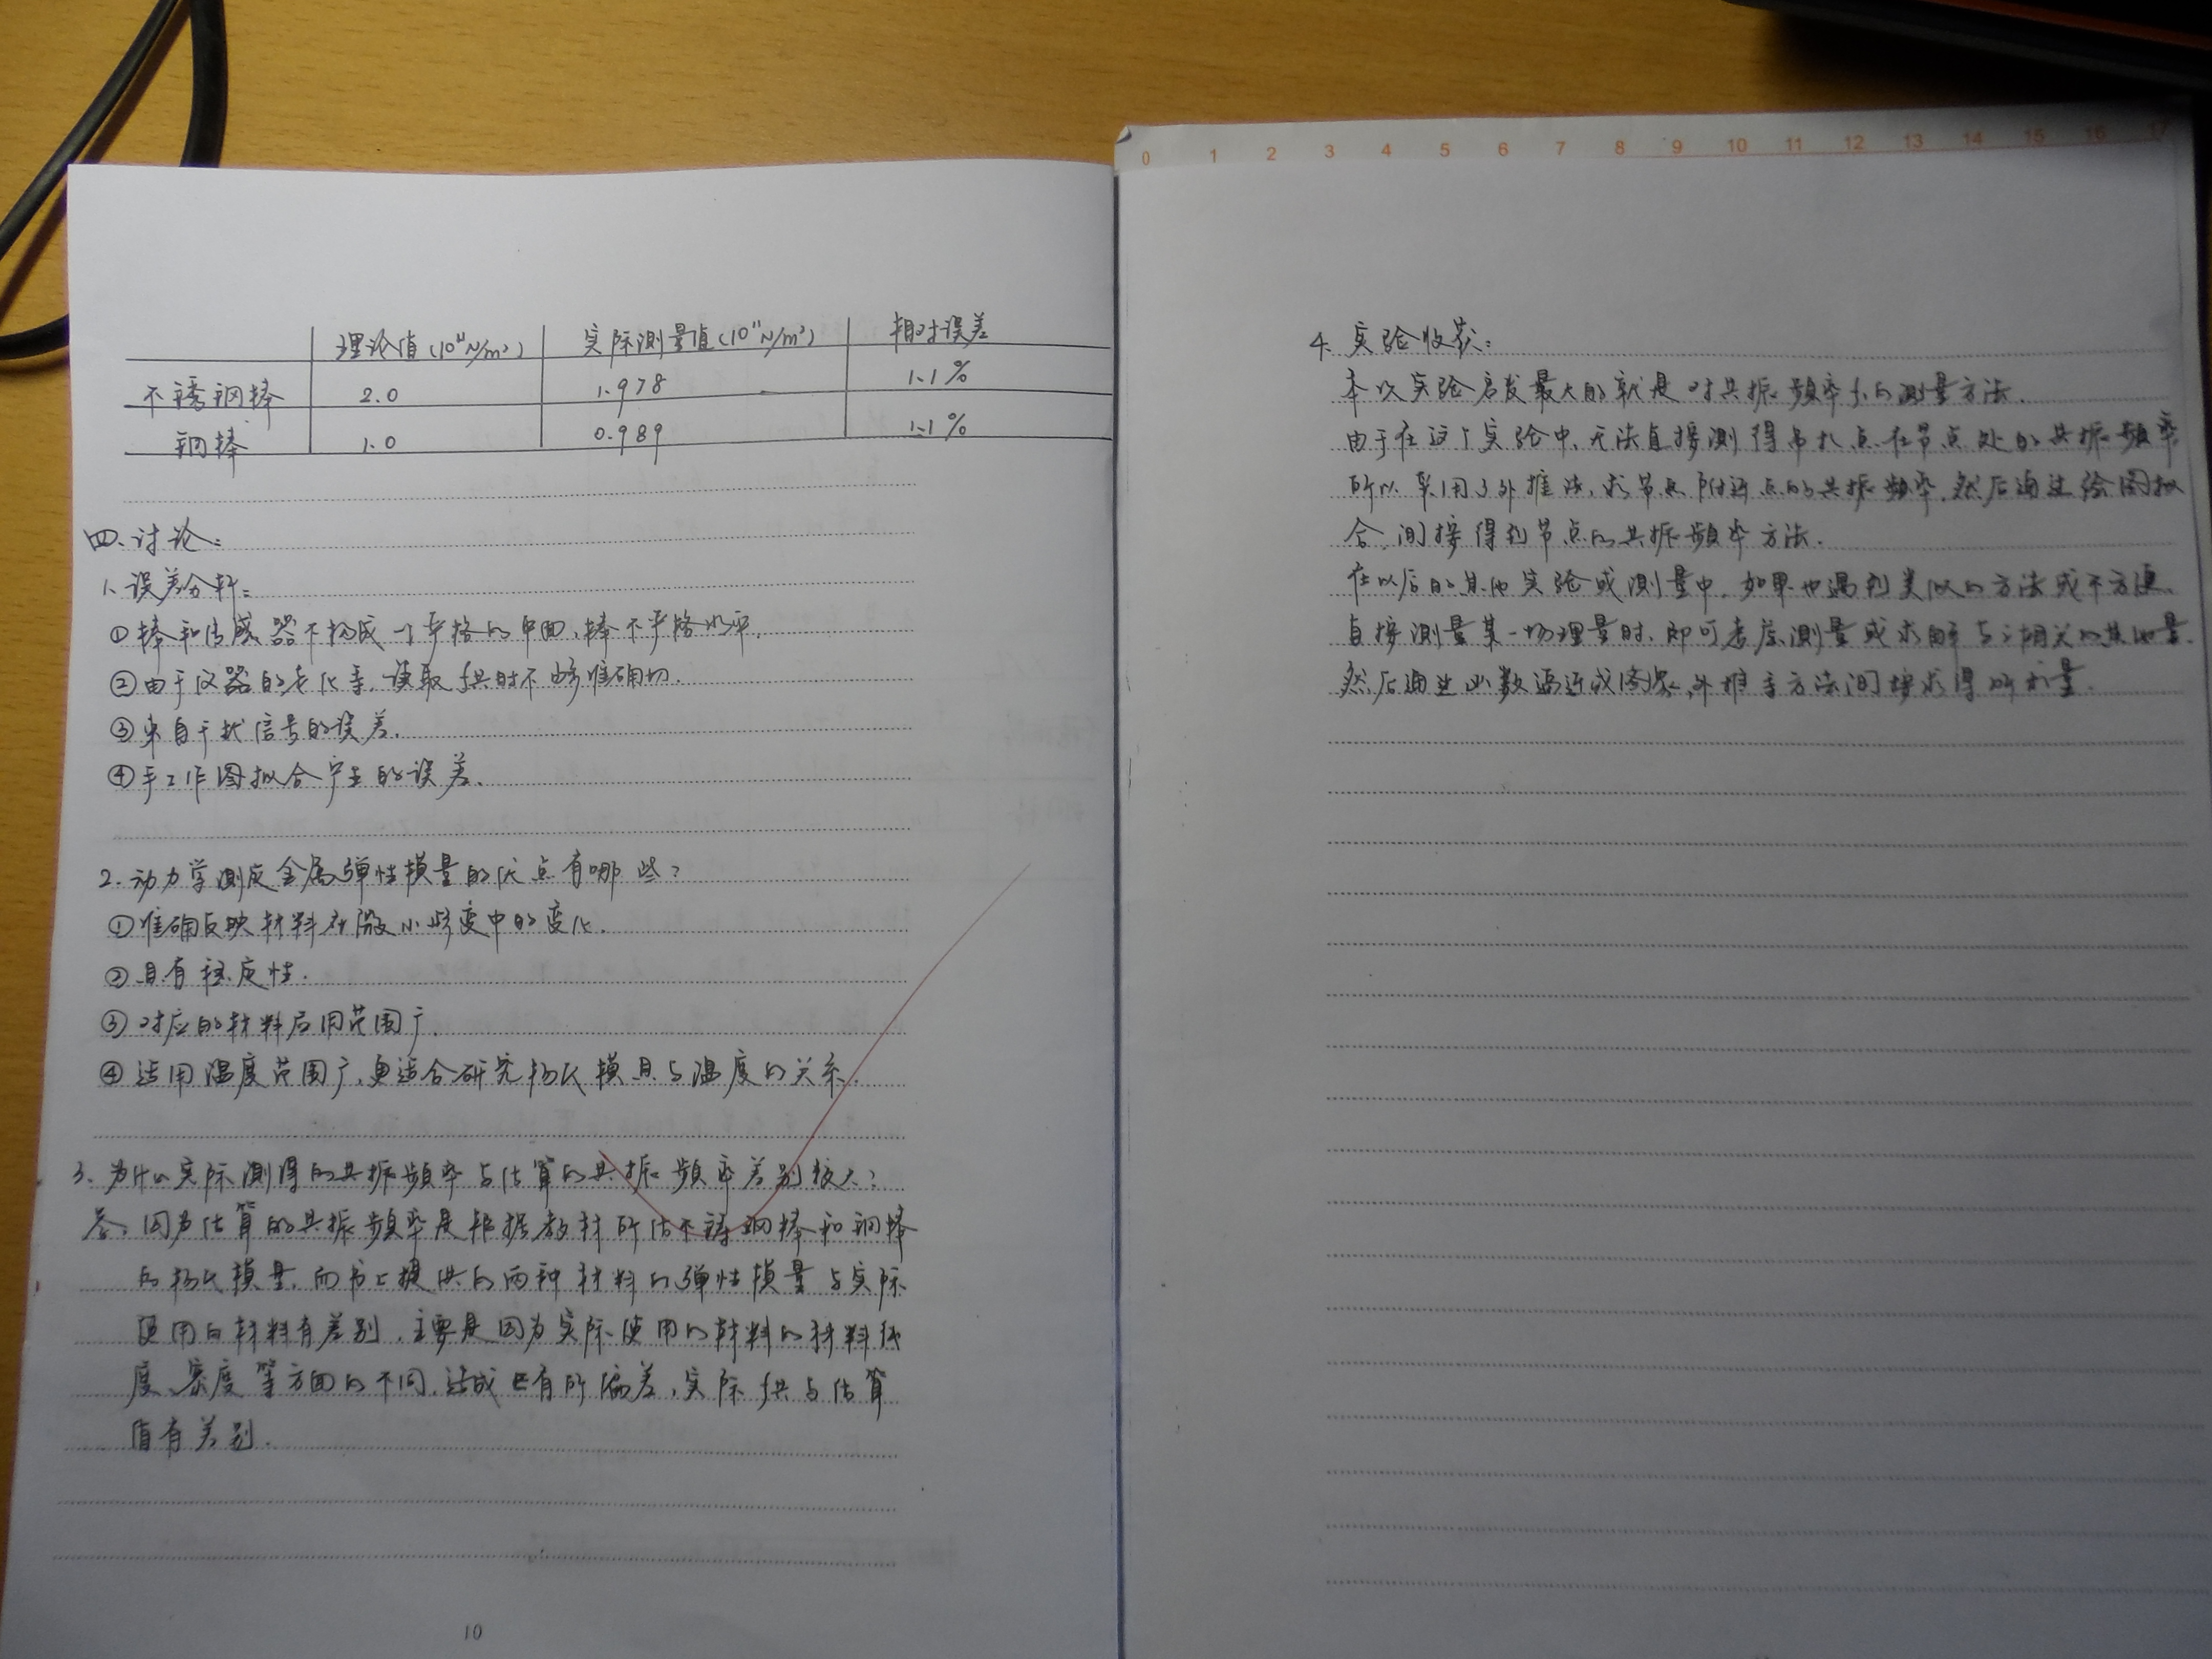 理论值(10¹¹N/m²) 实际测量值(10¹¹N/m²) 相对误差
不锈钢棒 2.0 1.978 1.1%
铜棒 1.0 0.989 1.1%
四、讨论:
1、误差分析:
①棒和传感器不构成一个严格的平面,棒不严格水平.
②由于仪器的老化等,读取f共时不够准确切.
③来自干扰信号的误差.
④手工作图拟合产生的误差.
2.动力学测定金属弹性模量的优点有哪些?
①准确反映材料在微小形变中的变化.
②具有稳定性.
③对应的材料启用范围广.
④适用温度范围广,更适合研究杨氏模量与温度的关系.
3.为什么实际测得的共振频率与估算的共振频率差别较大?
答:因为估算的共振频率是根据教材所估不锈钢棒和铜棒
的杨氏模量,而书上提供的两种材料的弹性模量与实际
使用的材料有差别,主要是因为实际使用的材料的材料纯
度、密度等方面的不同,造成E有所偏差,实际f共与估算
值有差别.
10
0 1 2 3 4 5 6 7 8 9 10 11 12 13 14 15 16 17
4.实验收获:
本次实验启发最大的就是对共振频率f的测量方法.
由于在这个实验中,无法直接测得吊扎点在节点处的共振频率
所以采用了外推法,求节点附近点的共振频率,然后通过绘图拟
合,间接得到节点的共振频率方法.
在以后的其他实验或测量中,如果也遇到类似的方法或不方便
直接测量某一物理量时,即可考虑测量或求解与之相关的其他量.
然后通过函数逼近或图象,外推等方法间接求得所求量.